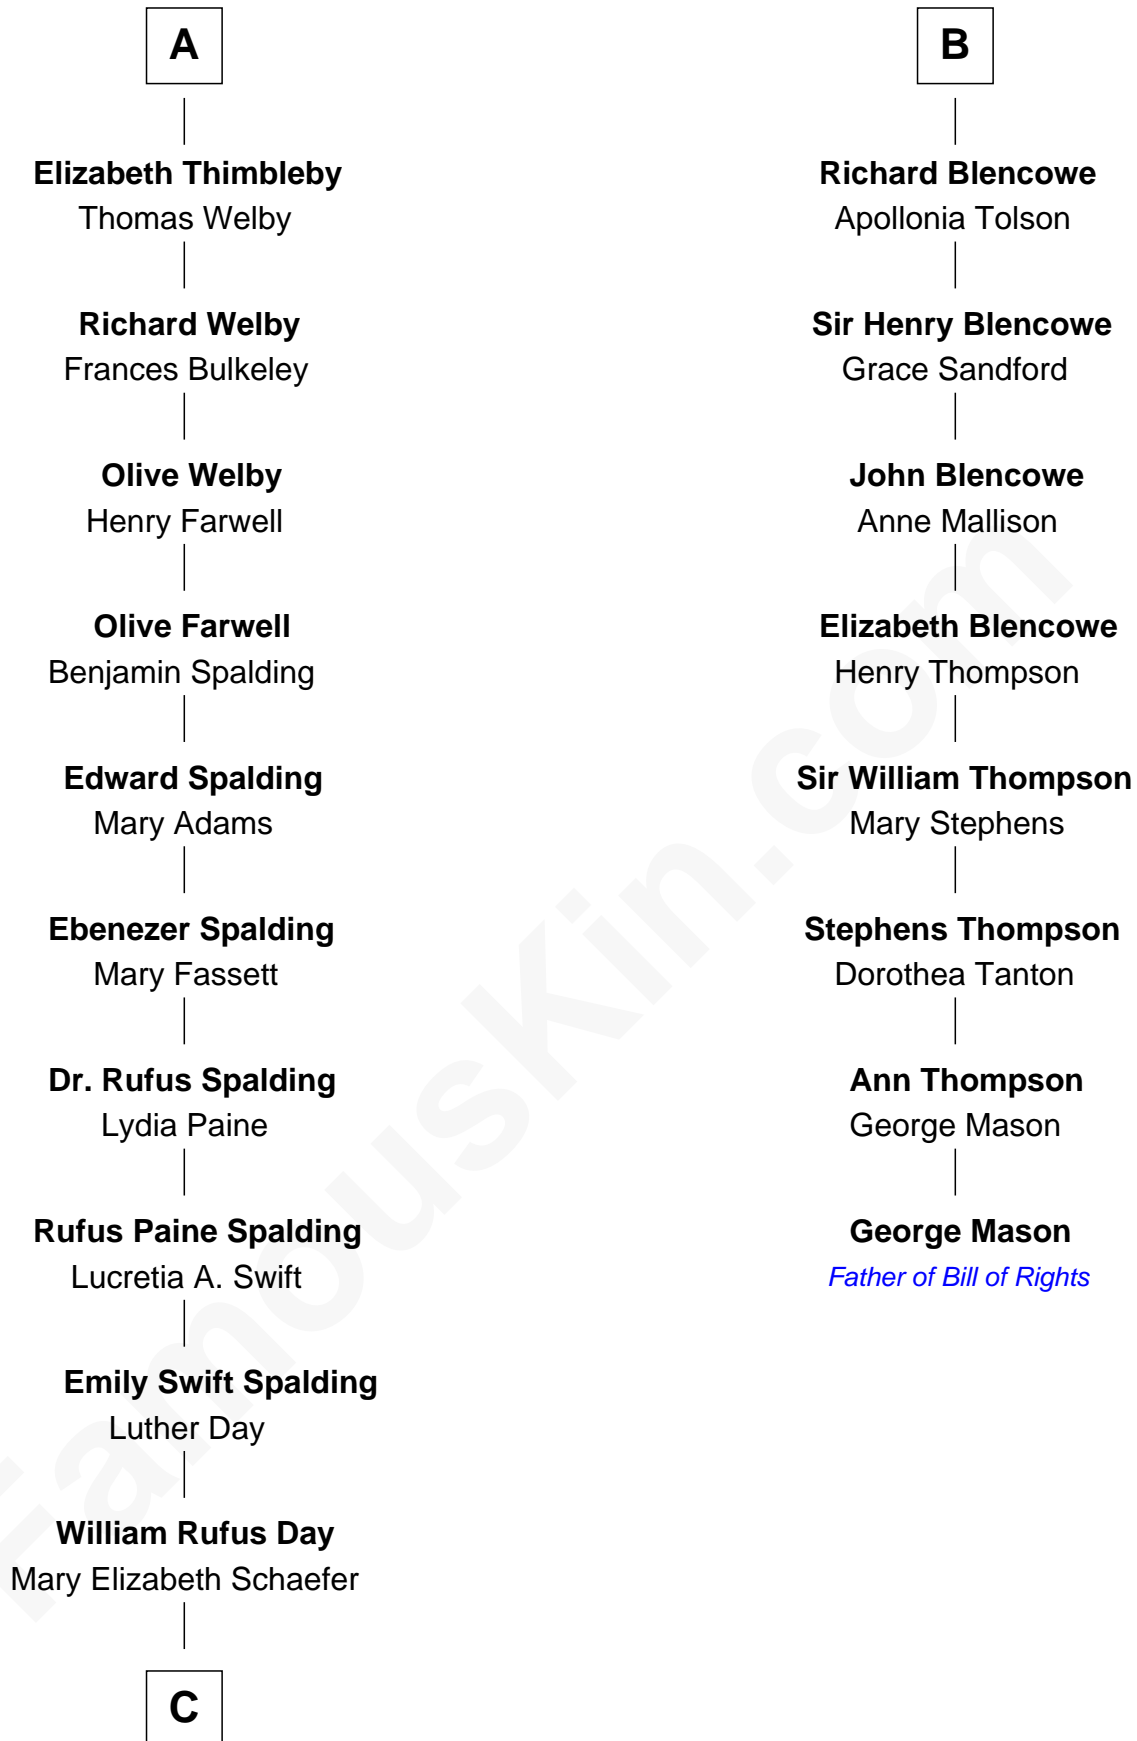 A
Elizabeth Thimbleby
Thomas Welby
Richard Welby
Frances Bulkeley
Olive Welby
Henry Farwell
Olive Farwell
Benjamin Spalding
Edward Spalding
Mary Adams
Ebenezer Spalding
Mary Fassett
Dr. Rufus Spalding
Lydia Paine
Rufus Paine Spalding
Lucretia A. Swift
Emily Swift Spalding
Luther Day
William Rufus Day
Mary Elizabeth Schaefer
C
B
Richard Blencowe
Apollonia Tolson
Sir Henry Blencowe
Grace Sandford
John Blencowe
Anne Mallison
Elizabeth Blencowe
Henry Thompson
Sir William Thompson
Mary Stephens
Stephens Thompson
Dorothea Tanton
Ann Thompson
George Mason
George Mason
Father of Bill of Rights
FamousKin.com